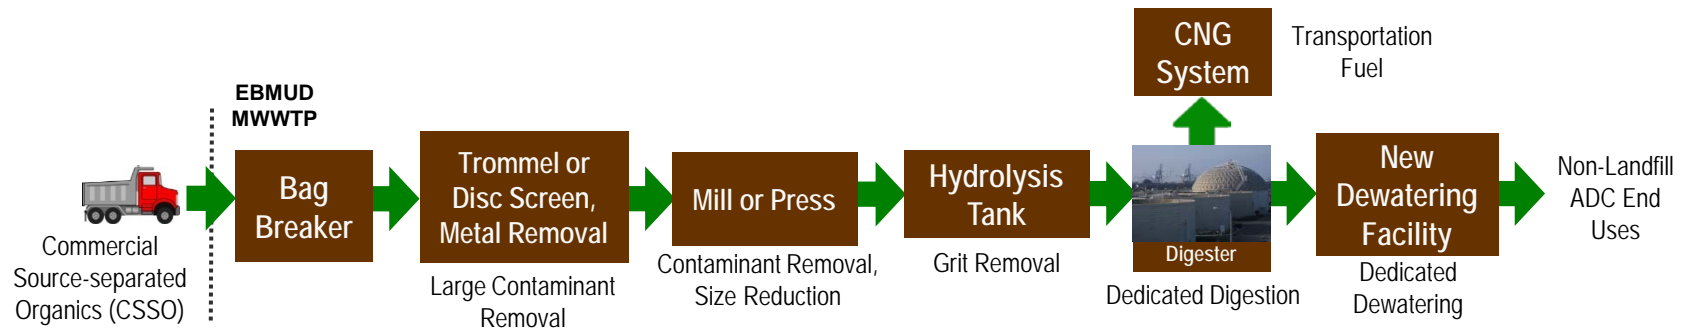 CNG
System
Transportation
Fuel
EBMUD
MWWTP
Commercial
Source-separated
Organics (CSSO)
Bag
Breaker
Trommel or
Disc Screen,
Metal Removal
Large Contaminant
Removal
Mill or Press
Contaminant Removal,
Size Reduction
Hydrolysis
Tank
Grit Removal
Digester
Dedicated Digestion
New
Dewatering
Facility
Dedicated
Dewatering
Non-Landfill
ADC End
Uses